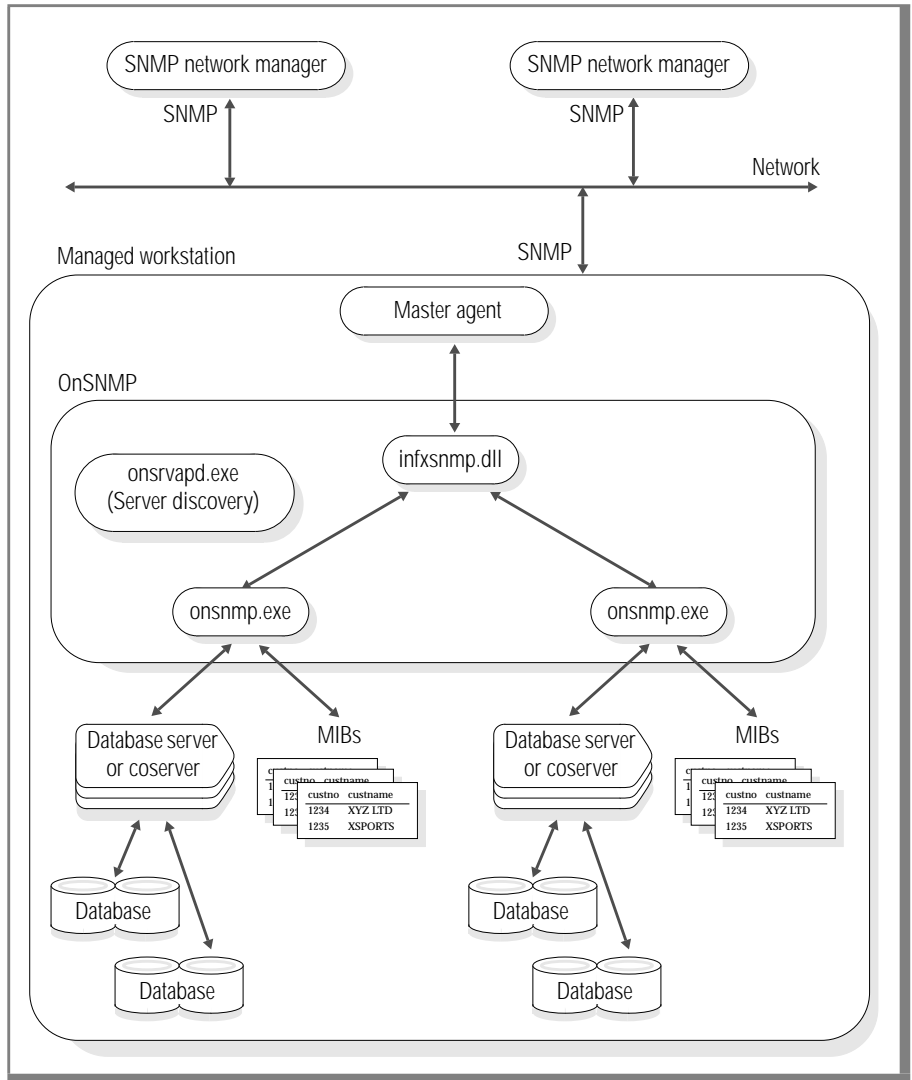 SNMP network manager
SNMP network manager
SNMP
SNMP
Network
SNMP
Managed workstation
Master agent
OnSNMP
infxsnmp.dll
onsrvapd.exe
(Server discovery)
onsnmp.exe
onsnmp.exe
Database server
or coserver
MIBs
custno custname
1234 XYZ LTD
1235 XSPORTS
Database
Database
Database server
or coserver
MIBs
custno custname
1234 XYZ LTD
1235 XSPORTS
Database
Database